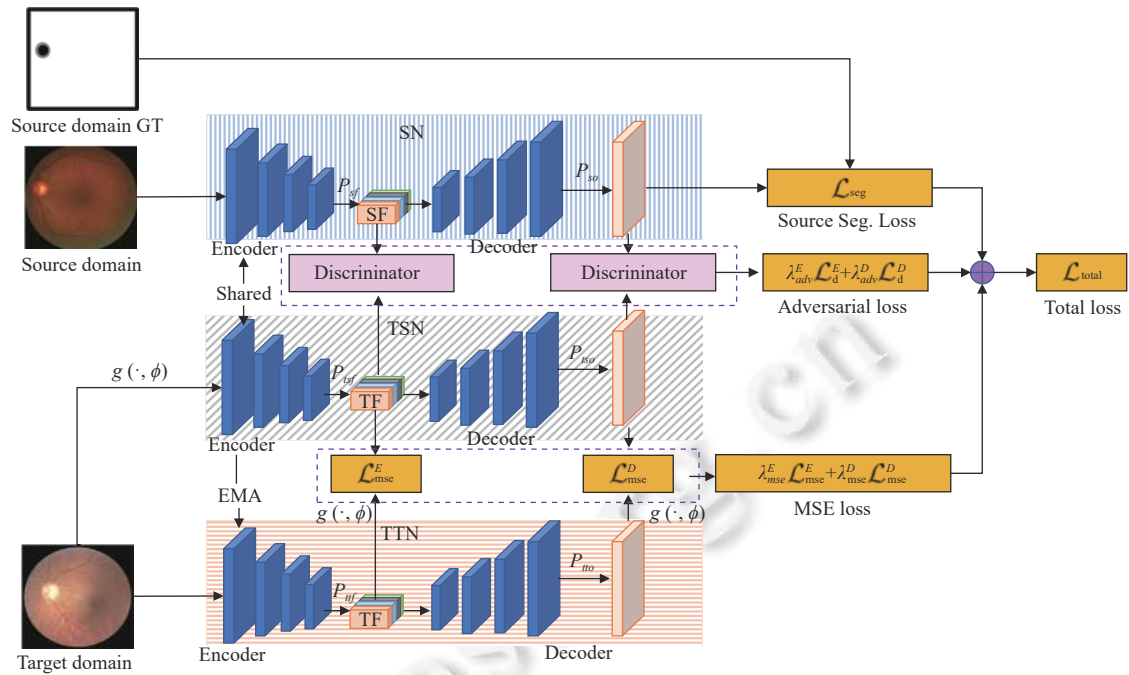 Source domain GT
SN
P_sf
P_so
SF
Encoder
Decoder
Source domain
ℒ_seg
Source Seg. Loss
Discrininator
Discrininator
λ^E_adv ℒ^E_d+λ^D_adv ℒ^D_d
Adversarial loss
ℒ_total
Total loss
Shared
TSN
g (·, ϕ)
P_tsf
P_tso
TF
Encoder
Decoder
ℒ^E_mse
ℒ^D_mse
λ^E_mse ℒ^E_mse+λ^D_mse ℒ^D_mse
MSE loss
EMA
g (·, ϕ)
g (·, ϕ)
TTN
P_ttf
P_tto
TF
Encoder
Decoder
Target domain